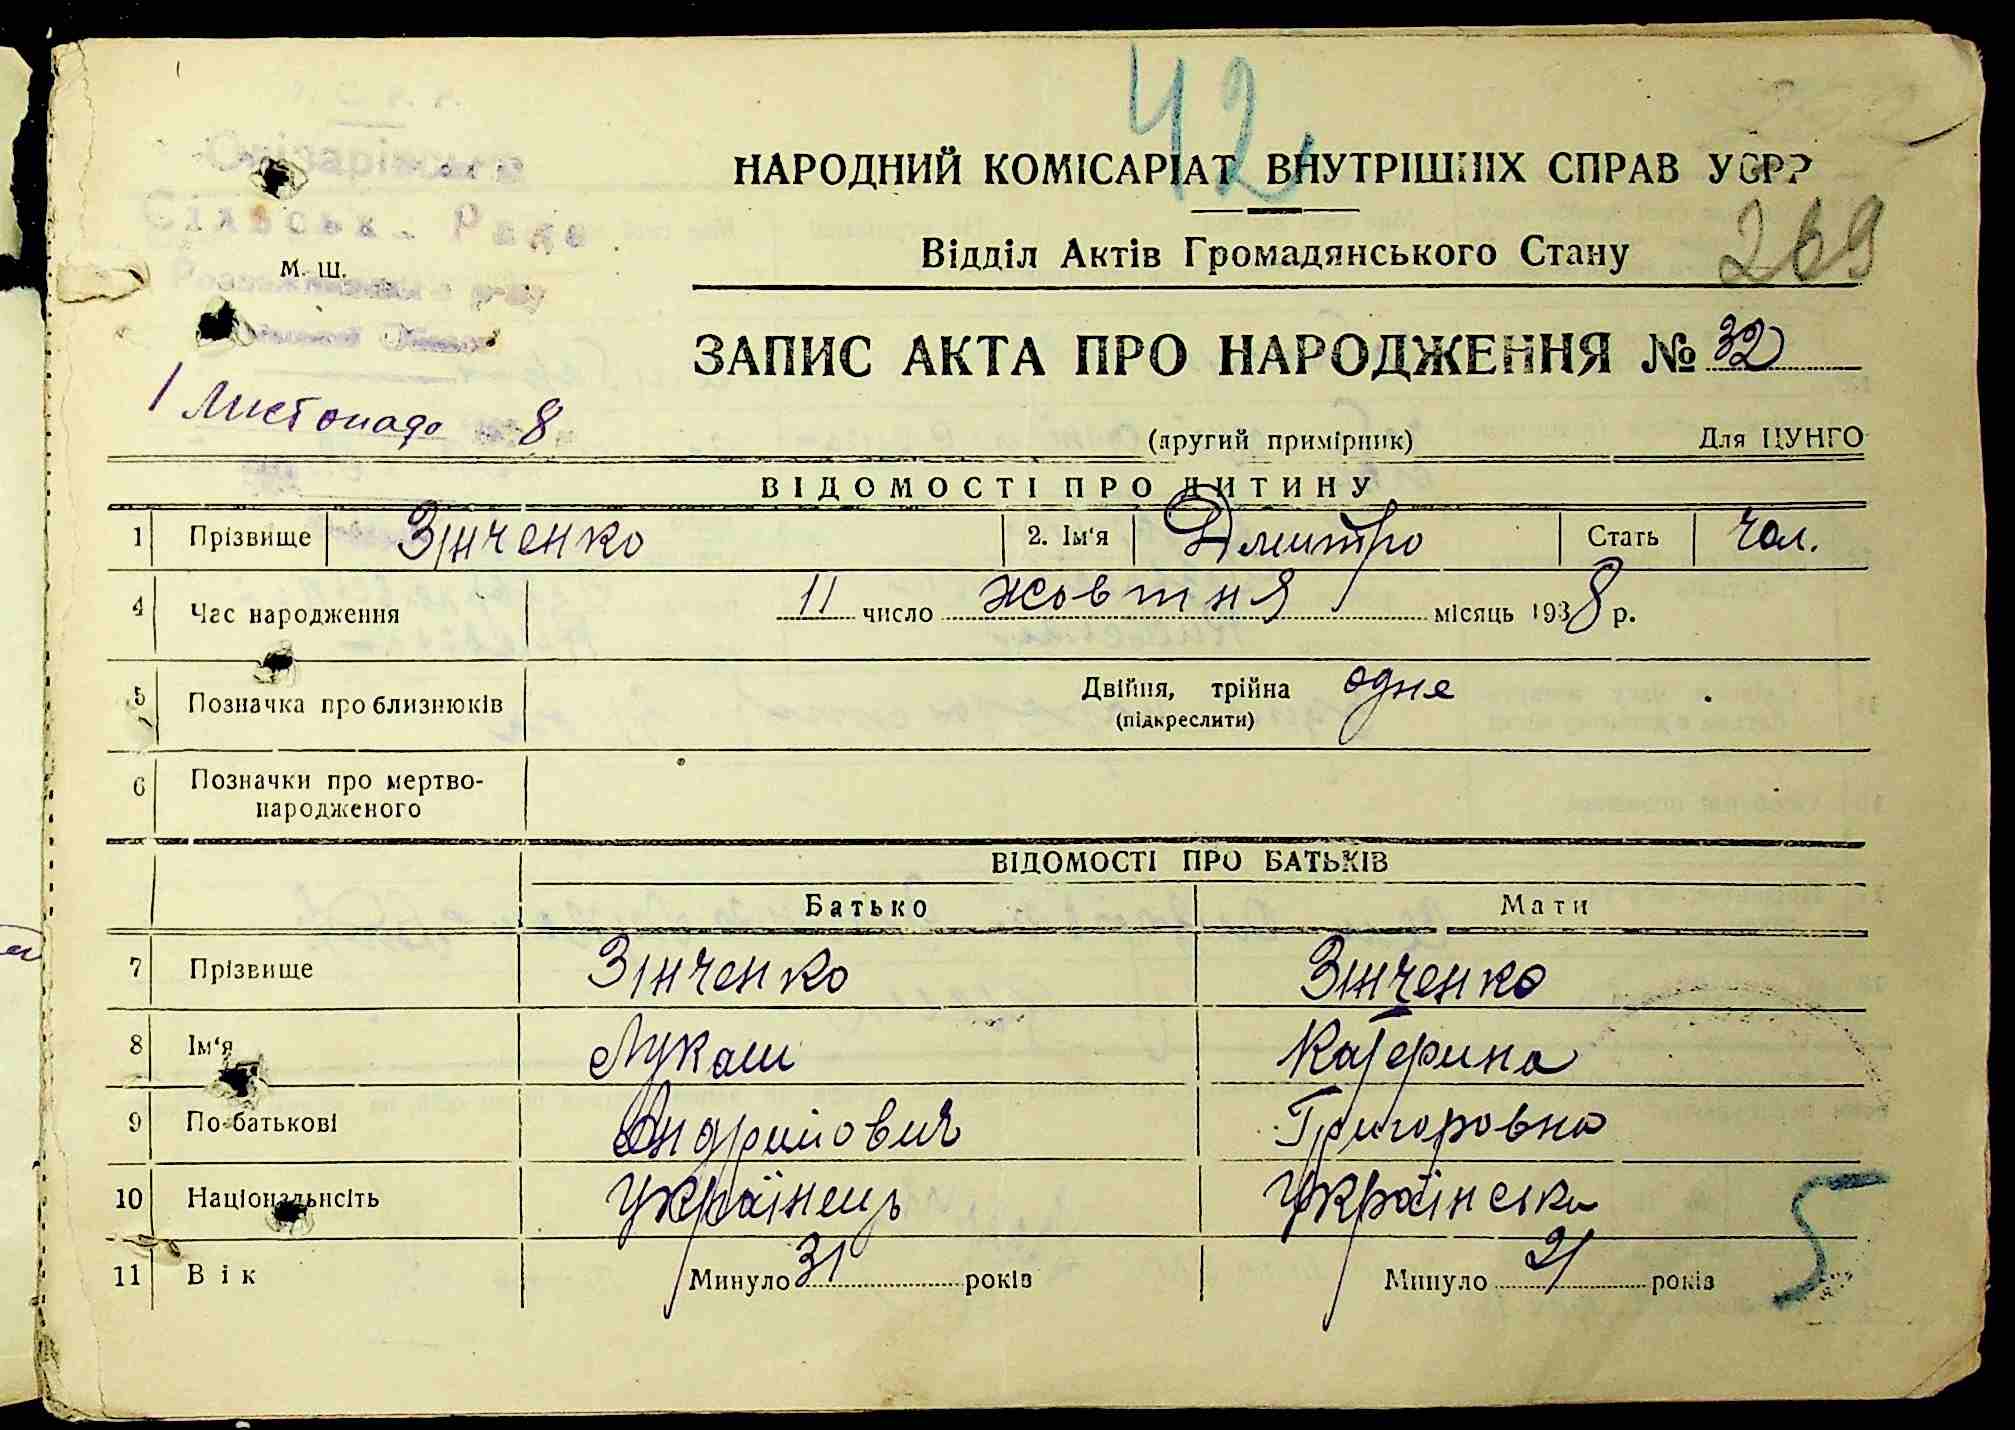 42
НАРОДНИЙ КОМІСАРІАТ ВНУТРІШНІХ СПРАВ УСРР
Сільська Рада
М. Ш.
Відділ Актів Громадянського Стану
269
ЗАПИС АКТА ПРО НАРОДЖЕННЯ № 32
1 Листопада 8
(другий примірник) Для ЦУНГО
ВІДОМОСТІ ПРО ДИТИНУ
1 Прізвище Зінченко 2. Ім'я Дмитро Стать чол.
4 Час народження 11 число жовтня місяць 1938 р.
5 Позначка про близнюків Двійня, трійна одне
(підкреслити)
6 Позначки про мертво-
народженого
ВІДОМОСТІ ПРО БАТЬКІВ
Батько Мати
7 Прізвище Зінченко Зінченко
8 Ім'я Лукаш Катерина
9 По-батькові Андрійович Григоровна
10 Національність Українець Українська
11 Вік Минуло 31 років Минуло 21 років
5